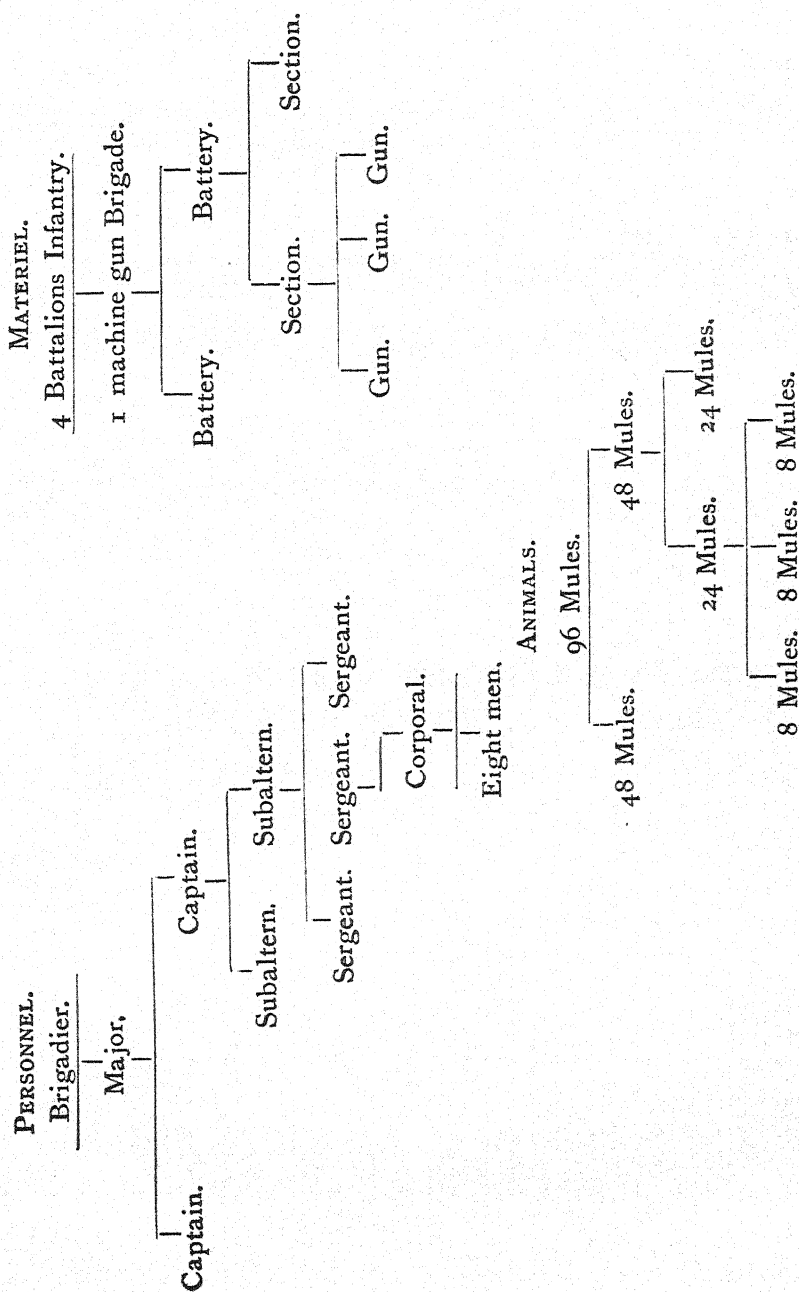 PERSONNEL.
Brigadier.
Major,
Captain. Captain.
Subaltern. Subaltern.
Sergeant. Sergeant. Sergeant.
Corporal.
Eight men.
MATERIEL.
4 Battalions Infantry.
1 machine gun Brigade.
Battery. Battery.
Section. Section.
Gun. Gun. Gun.
ANIMALS.
96 Mules.
48 Mules. 48 Mules.
24 Mules. 24 Mules.
8 Mules. 8 Mules. 8 Mules.